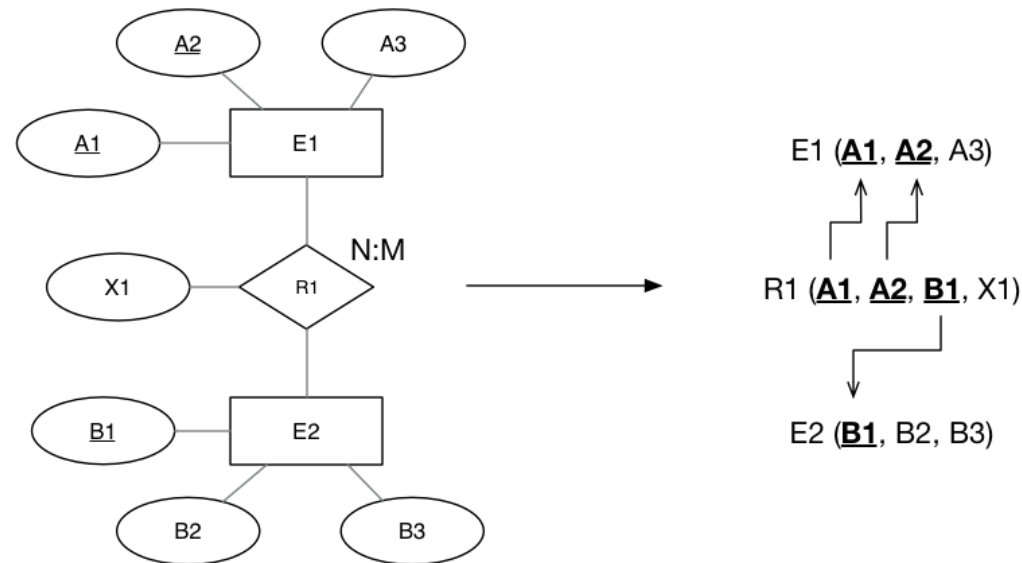 A2
A3
A1
E1
N:M
X1
R1
B1
E2
B2
B3
E1 (A1, A2, A3)
R1 (A1, A2, B1, X1)
E2 (B1, B2, B3)